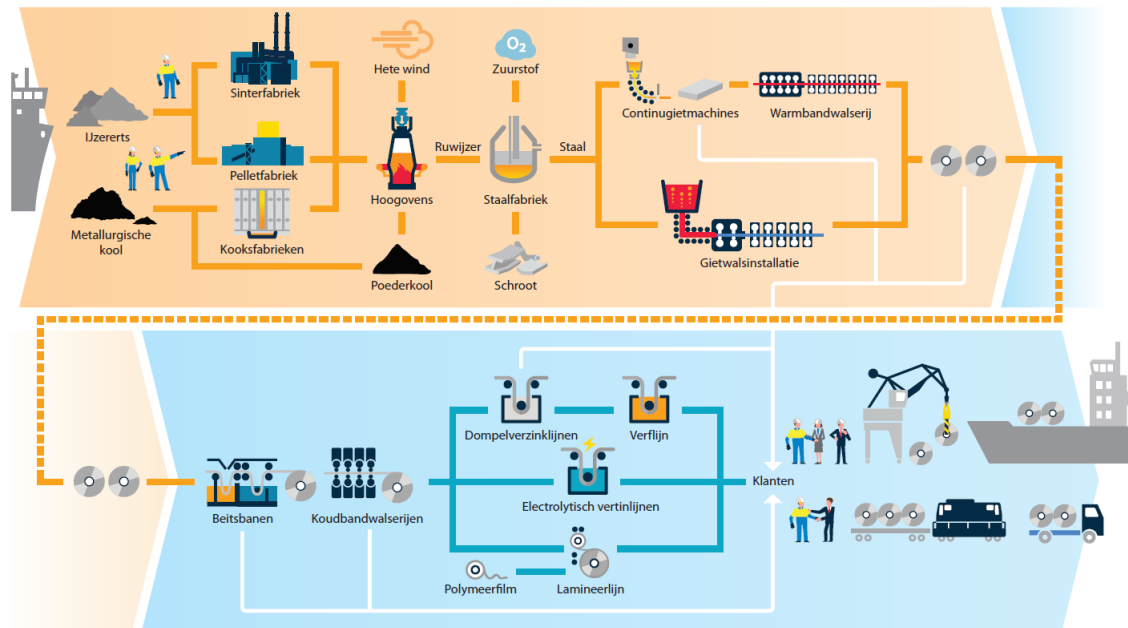 Sinterfabriek
Hete wind
O2
Zuurstof
IJzererts
Pelletfabriek
Metallurgische
kool
Kooksfabrieken
Hoogovens
Ruwijzer
Poederkool
Staalfabriek
Schroot
Staal
Continugietmachines
Warmbandwalserij
Gietwalsinstallatie
Beitsbanen
Koudbandwalserijen
Dompelverzinklijnen
Verflijn
Electrolytisch vertinlijnen
Polymeerfilm
Lamineerlijn
Klanten